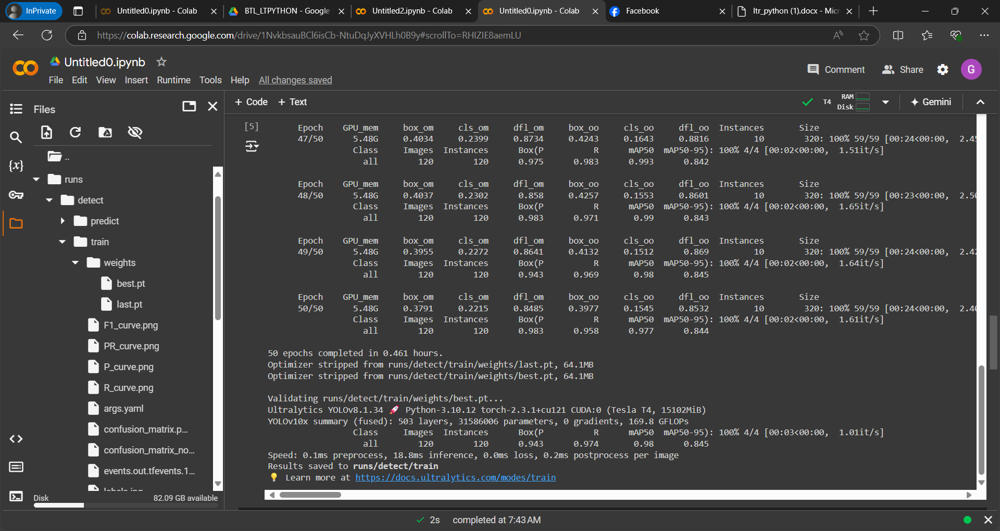 InPrivate
Untitled0.ipynb - Colab
BTL_LTPYTHON - Google
Untitled2.ipynb - Colab
Untitled0.ipynb - Colab
Facebook
ltr_python (1).docx - Micr
https://colab.research.google.com/drive/1NvkbsauBCl6isCb-NtuDqJyXVHLh0B9y#scrollTo=RHIZIE8aemLU
Untitled0.ipynb
Comment
Share
G
File Edit View Insert Runtime Tools Help All changes saved
Files
+ Code + Text
T4
RAM
Disk
Gemini
..
runs
detect
predict
train
weights
best.pt
last.pt
F1_curve.png
PR_curve.png
P_curve.png
R_curve.png
args.yaml
confusion_matrix.p...
confusion_matrix_no...
events.out.tfevents.1...
Disk 82.09 GB available
{x}
[5]
Epoch GPU_mem box_om cls_om dfl_om box_oo cls_oo dfl_oo Instances Size
47/50 5.48G 0.4034 0.2399 0.8734 0.4243 0.1643 0.8816 10 320: 100% 59/59 [00:24<00:00, 2.45
Class Images Instances Box(P R mAP50 mAP50-95): 100% 4/4 [00:02<00:00, 1.51it/s]
all 120 120 0.975 0.983 0.993 0.842
Epoch GPU_mem box_om cls_om dfl_om box_oo cls_oo dfl_oo Instances Size
48/50 5.48G 0.4037 0.2302 0.858 0.4257 0.1553 0.8601 10 320: 100% 59/59 [00:23<00:00, 2.50
Class Images Instances Box(P R mAP50 mAP50-95): 100% 4/4 [00:02<00:00, 1.65it/s]
all 120 120 0.983 0.971 0.99 0.843
Epoch GPU_mem box_om cls_om dfl_om box_oo cls_oo dfl_oo Instances Size
49/50 5.48G 0.3955 0.2272 0.8641 0.4132 0.1512 0.869 10 320: 100% 59/59 [00:24<00:00, 2.42
Class Images Instances Box(P R mAP50 mAP50-95): 100% 4/4 [00:02<00:00, 1.64it/s]
all 120 120 0.943 0.969 0.98 0.845
Epoch GPU_mem box_om cls_om dfl_om box_oo cls_oo dfl_oo Instances Size
50/50 5.48G 0.3791 0.2215 0.8485 0.3977 0.1545 0.8532 10 320: 100% 59/59 [00:24<00:00, 2.40
Class Images Instances Box(P R mAP50 mAP50-95): 100% 4/4 [00:02<00:00, 1.61it/s]
all 120 120 0.983 0.958 0.977 0.844
50 epochs completed in 0.461 hours.
Optimizer stripped from runs/detect/train/weights/last.pt, 64.1MB
Optimizer stripped from runs/detect/train/weights/best.pt, 64.1MB
Validating runs/detect/train/weights/best.pt...
Ultralytics YOLOv8.1.34 🚀 Python-3.10.12 torch-2.3.1+cu121 CUDA:0 (Tesla T4, 15102MiB)
YOLOv10x summary (fused): 503 layers, 31586006 parameters, 0 gradients, 169.8 GFLOPs
Class Images Instances Box(P R mAP50 mAP50-95): 100% 4/4 [00:03<00:00, 1.01it/s]
all 120 120 0.943 0.974 0.98 0.845
Speed: 0.1ms preprocess, 18.8ms inference, 0.0ms loss, 0.2ms postprocess per image
Results saved to runs/detect/train
💡 Learn more at https://docs.ultralytics.com/modes/train
2s completed at 7:43 AM